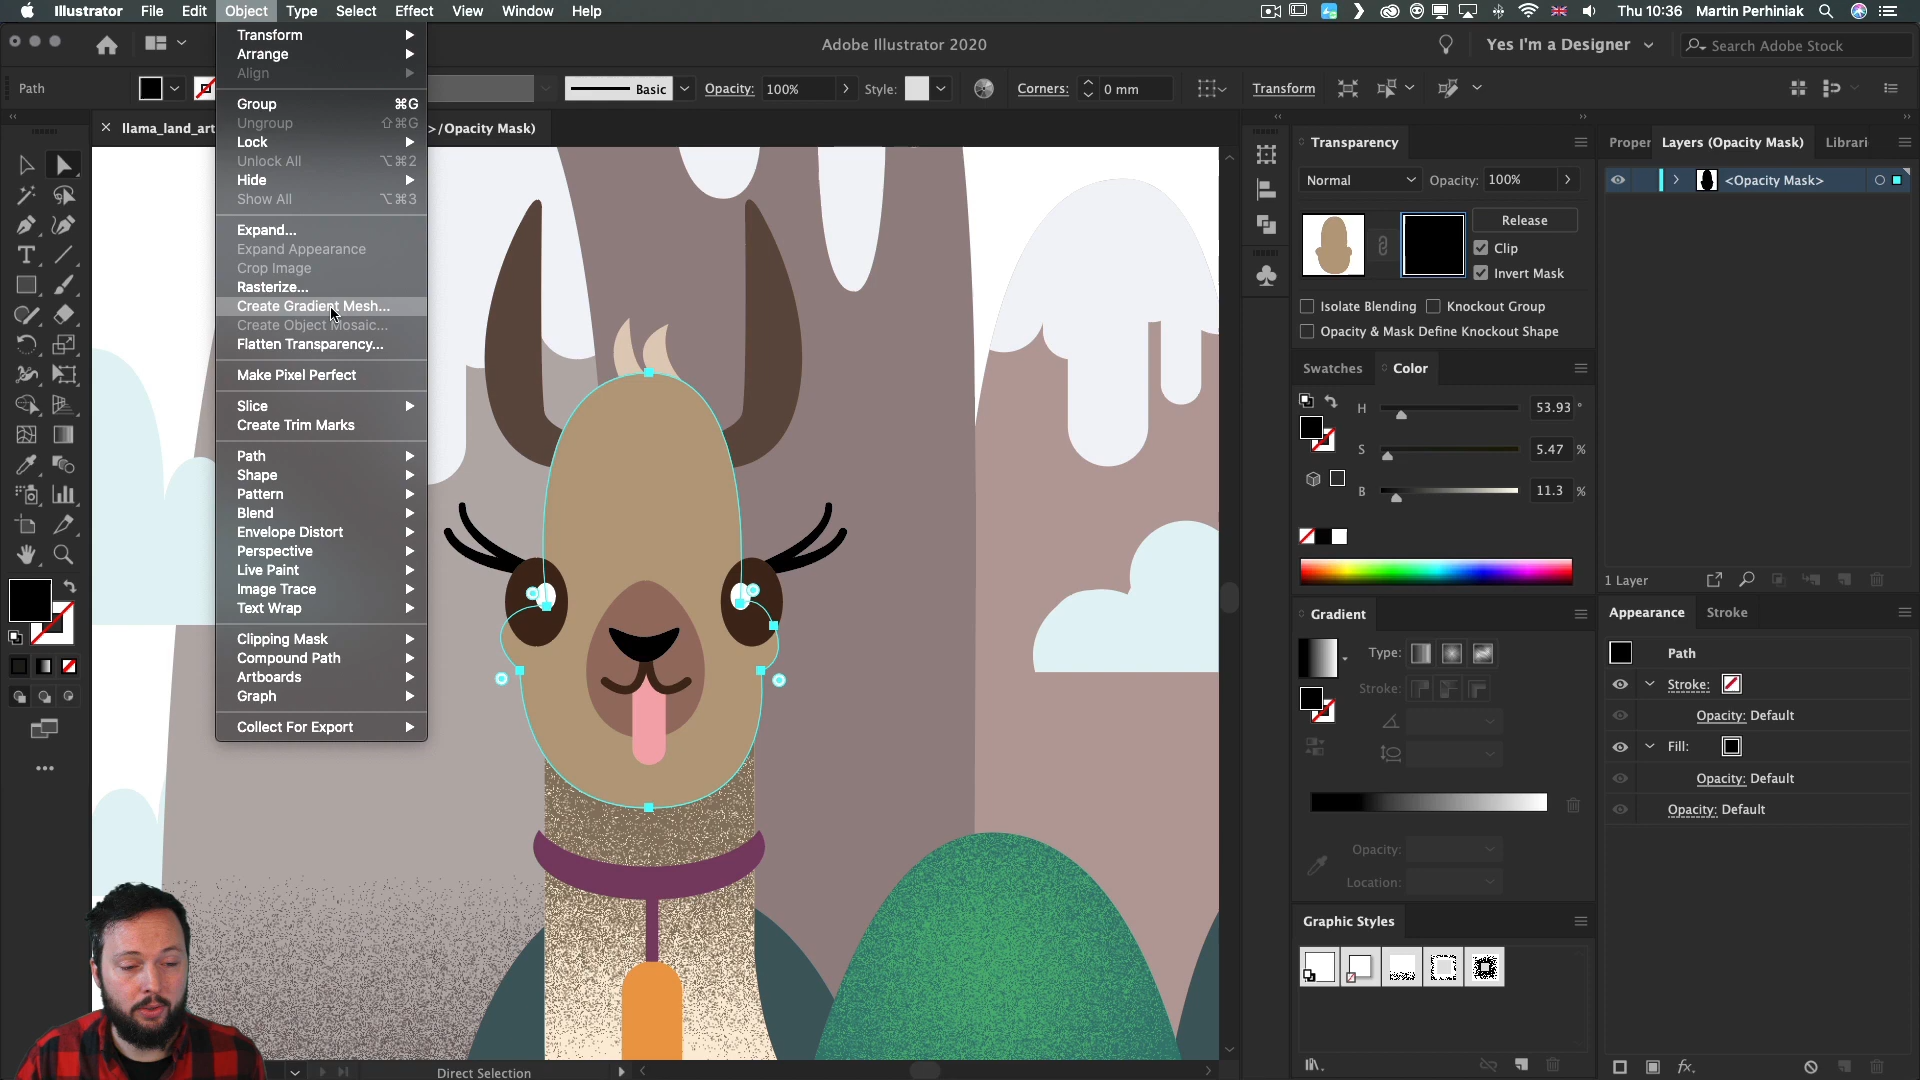 Illustrator File Edit Object Type Select Effect View Window Help
Thu 10:36 Martin Perhiniak
Adobe Illustrator 2020
Yes I'm a Designer
Search Adobe Stock
Path
Basic
Opacity: 100%
Style:
Corners: 0 mm
Transform
× llama_land_art
>/Opacity Mask)
Transform
Arrange
Align
Group ⌘G
Ungroup ⇧⌘G
Lock
Unlock All ⌥⌘2
Hide
Show All ⌥⌘3
Expand...
Expand Appearance
Crop Image
Rasterize...
Create Gradient Mesh...
Create Object Mosaic...
Flatten Transparency...
Make Pixel Perfect
Slice
Create Trim Marks
Path
Shape
Pattern
Blend
Envelope Distort
Perspective
Live Paint
Image Trace
Text Wrap
Clipping Mask
Compound Path
Artboards
Graph
Collect For Export
Direct Selection
Transparency
Normal
Opacity: 100%
Release
Clip
Invert Mask
Isolate Blending
Knockout Group
Opacity & Mask Define Knockout Shape
Swatches
Color
H 53.93 °
S 5.47 %
B 11.3 %
Gradient
Type:
Stroke:
Opacity:
Location:
Graphic Styles
Proper
Layers (Opacity Mask)
Librari
<Opacity Mask>
1 Layer
Appearance
Stroke
Path
Stroke:
Opacity: Default
Fill:
Opacity: Default
Opacity: Default
fx